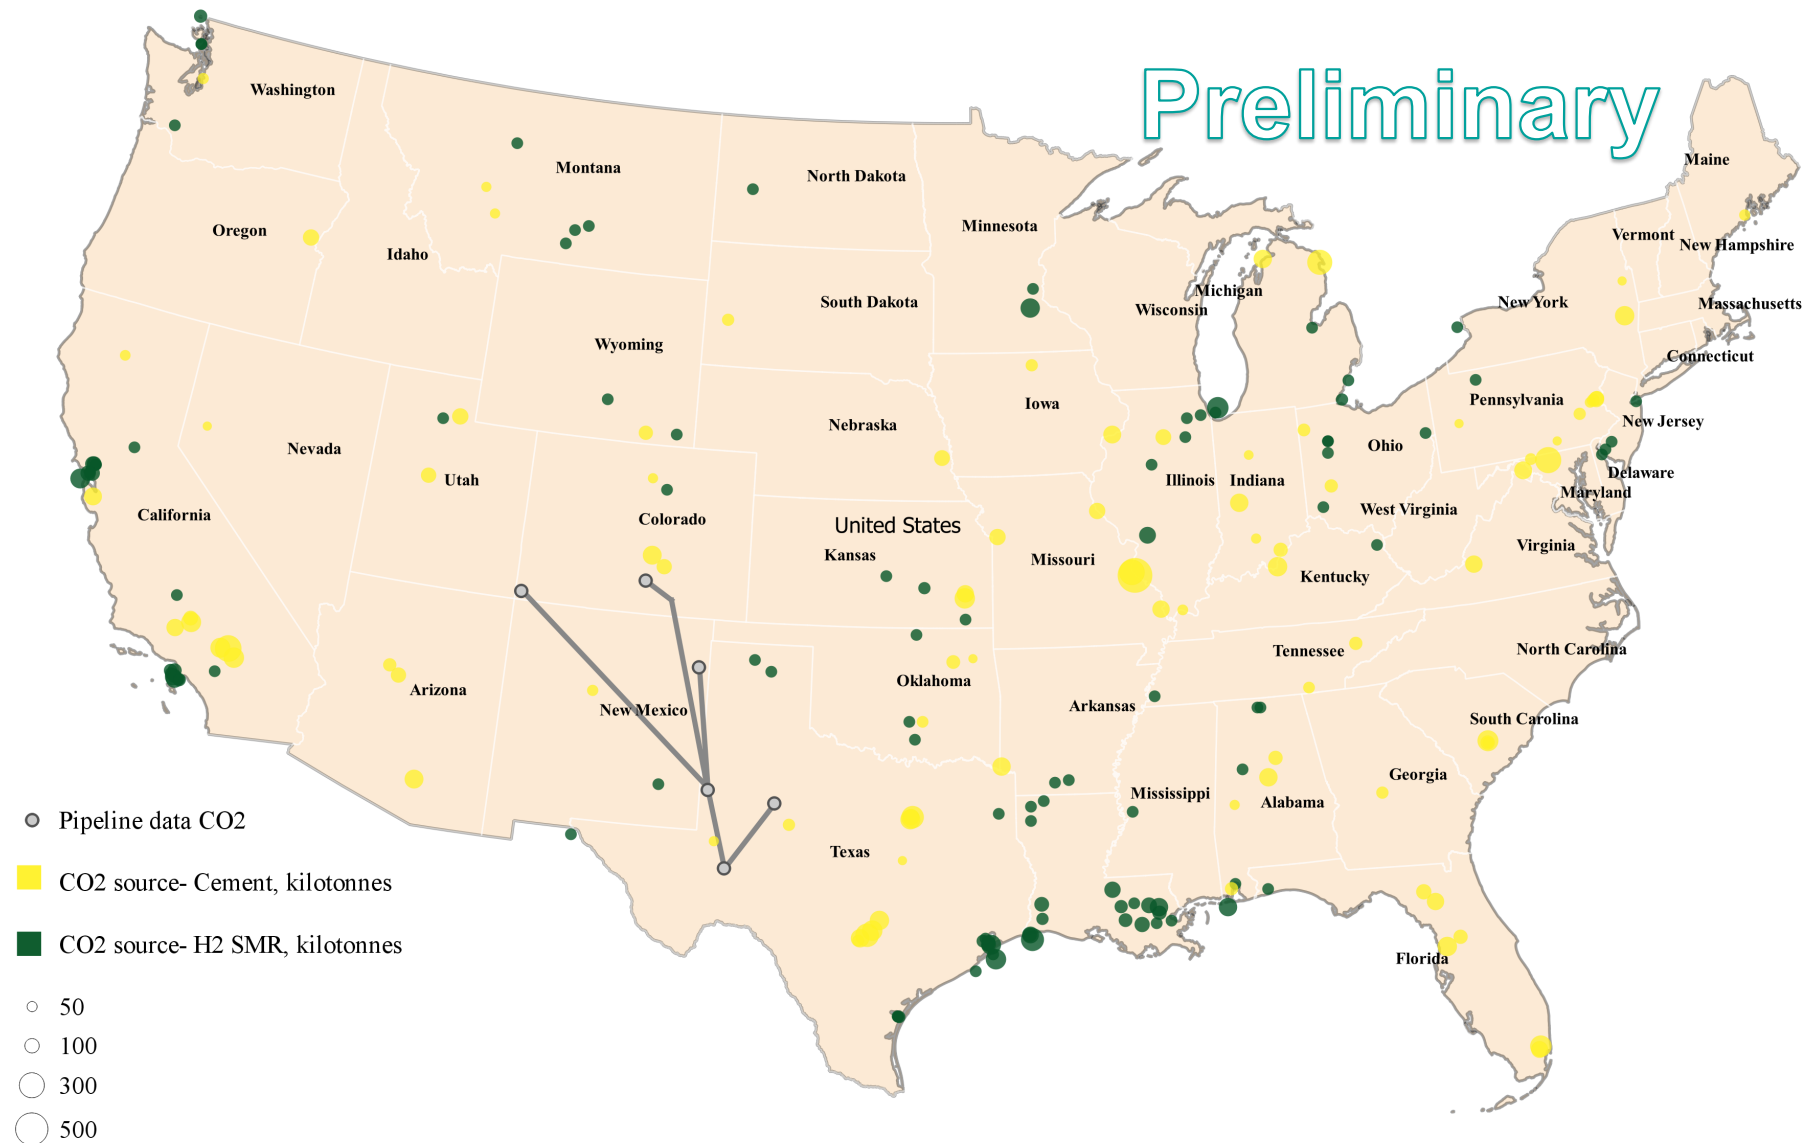 Preliminary
Washington
Montana
North Dakota
Minnesota
Maine
Oregon
Idaho
Vermont
New Hampshire
South Dakota
Wisconsin
Michigan
New York
Massachusetts
Wyoming
Connecticut
Iowa
Pennsylvania
Nebraska
New Jersey
Nevada
Ohio
Utah
Illinois
Indiana
Delaware
Maryland
California
Colorado
United States
West Virginia
Kansas
Missouri
Virginia
Kentucky
Tennessee
North Carolina
Oklahoma
Arizona
New Mexico
Arkansas
South Carolina
Georgia
Mississippi
Alabama
Texas
Florida
Pipeline data CO2
CO2 source- Cement, kilotonnes
CO2 source- H2 SMR, kilotonnes
50
100
300
500